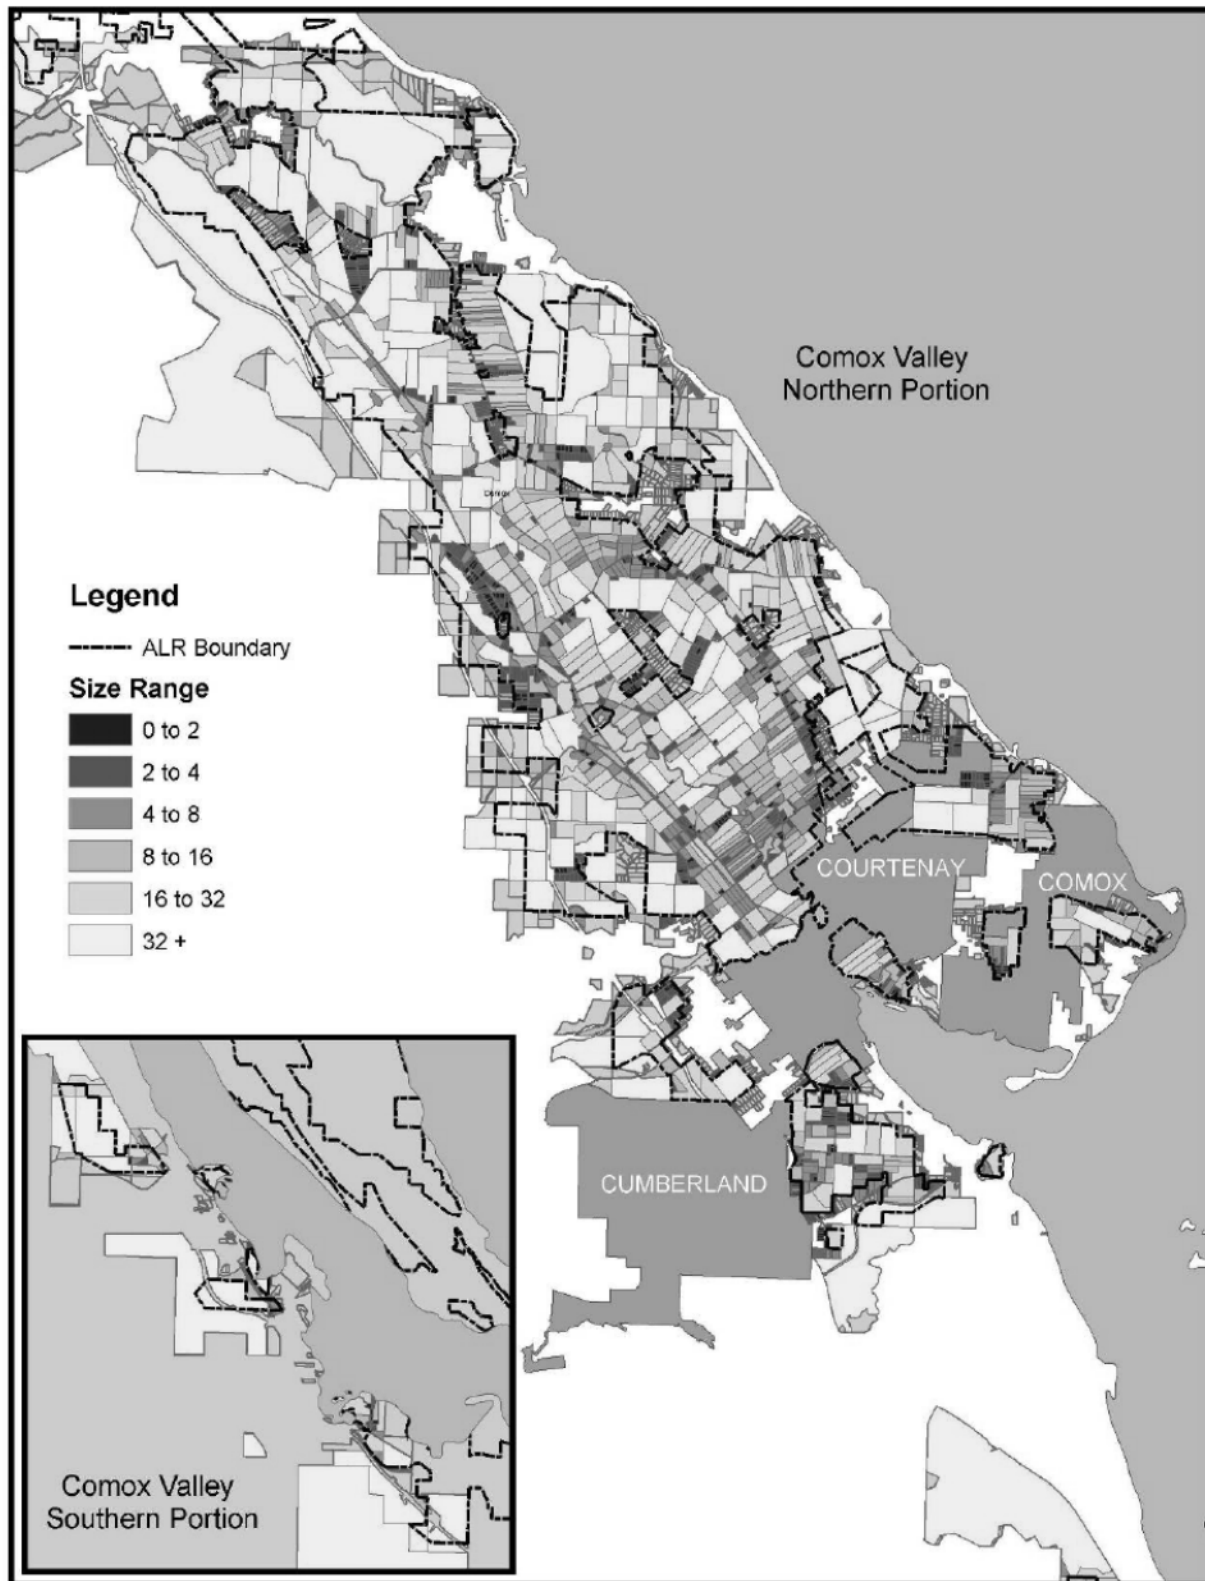 Comox Valley
Northern Portion
Legend
ALR Boundary
Size Range
0 to 2
2 to 4
4 to 8
8 to 16
16 to 32
32 +
COURTENAY
COMOX
CUMBERLAND
Comox Valley
Southern Portion